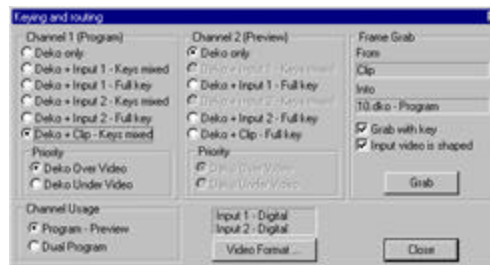 Keying and routing
Channel 1 (Program)
Deko only
Deko + Input 1 - Keys mixed
Deko + Input 1 - Full key
Deko + Input 2 - Keys mixed
Deko + Input 2 - Full key
Deko + Clip - Keys mixed
Priority
Deko Over Video
Deko Under Video
Channel 2 (Preview)
Deko only
Deko + Input 1 - Keys mixed
Deko + Input 1 - Full key
Deko + Input 2 - Keys mixed
Deko + Input 2 - Full key
Deko + Clip - Full key
Priority
Deko Over Video
Deko Under Video
Frame Grab
From
Clip
Into
10.dko - Program
Grab with key
Input video is shaped
Grab
Channel Usage
Program - Preview
Dual Program
Input 1 - Digital
Input 2 - Digital
Video Format ...
Close